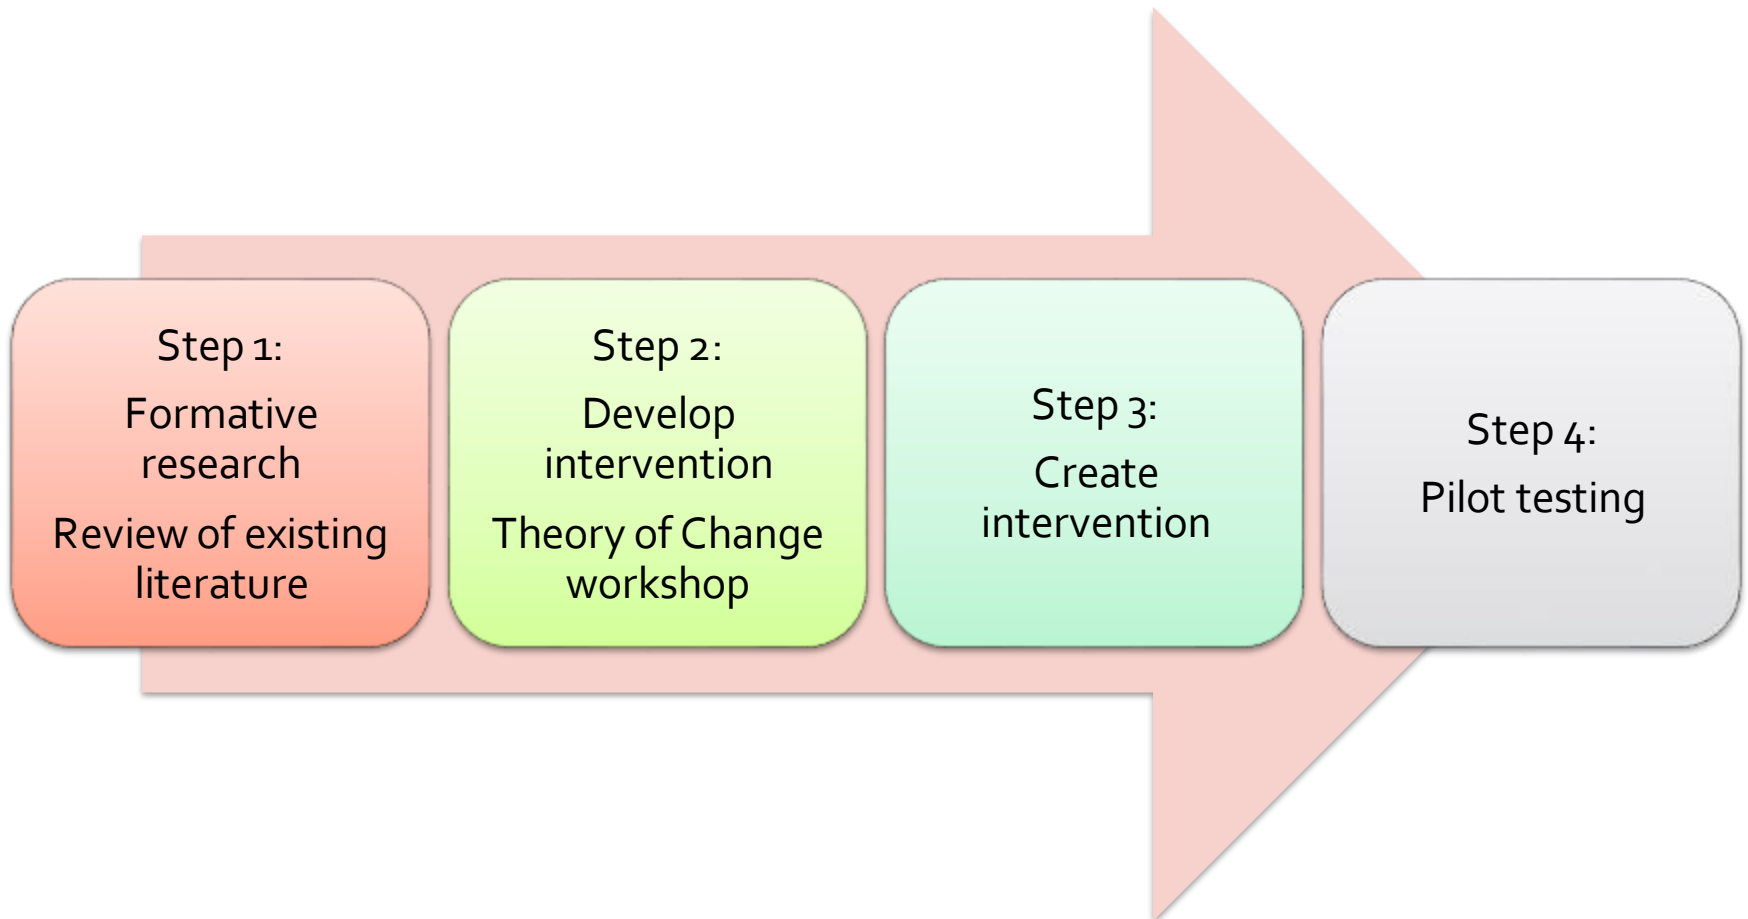 Step 1:
Formative
research
Review of existing
literature
Step 2:
Develop
intervention
Theory of Change
workshop
Step 3:
Create
intervention
Step 4:
Pilot testing